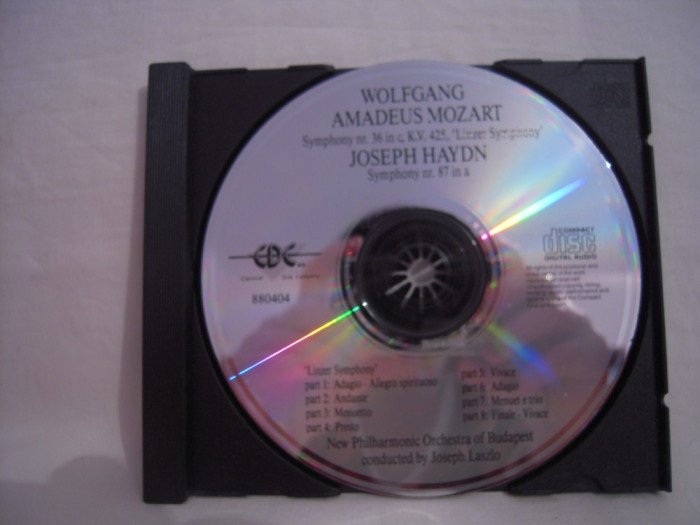 WOLFGANG
AMADEUS MOZART
Symphony nr. 36 in c, K.V. 425, "Linzer Symphony"
JOSEPH HAYDN
Symphony nr. 87 in a
COMPACT
disc
DIGITAL AUDIO
CDC
880404
"Linzer Symphony"
part 1: Adagio - Allegro spirituoso
part 2: Andante
part 3: Menuetto
part 4: Presto
part 5: Vivace
part 6: Adagio
part 7: Menuet e trio
part 8: Finale - Vivace
New Philharmonic Orchestra of Budapest
conducted by Joseph Laszlo